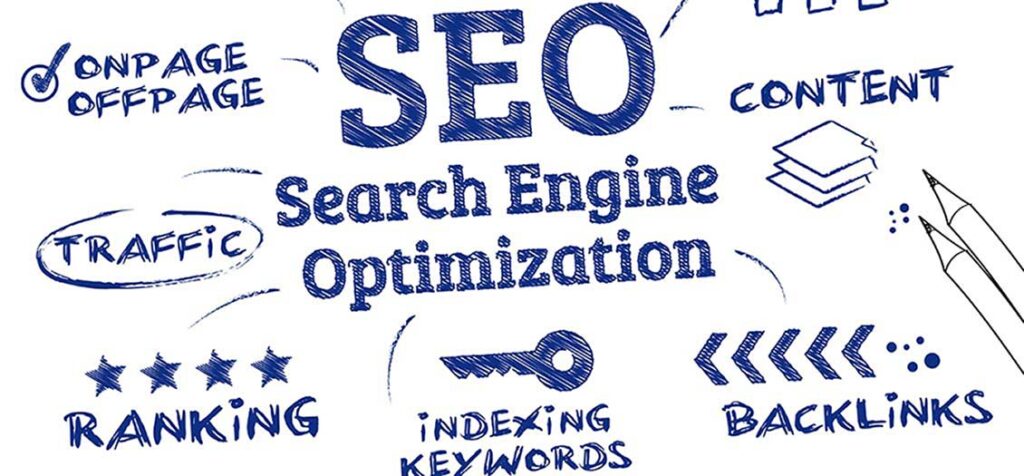 SEO
Search Engine
Optimization
ONPAGE
OFFPAGE
CONTENT
TRAFFiC
RANKiNG
iNDEXiNG
KEYWORDS
BACKLiNKS